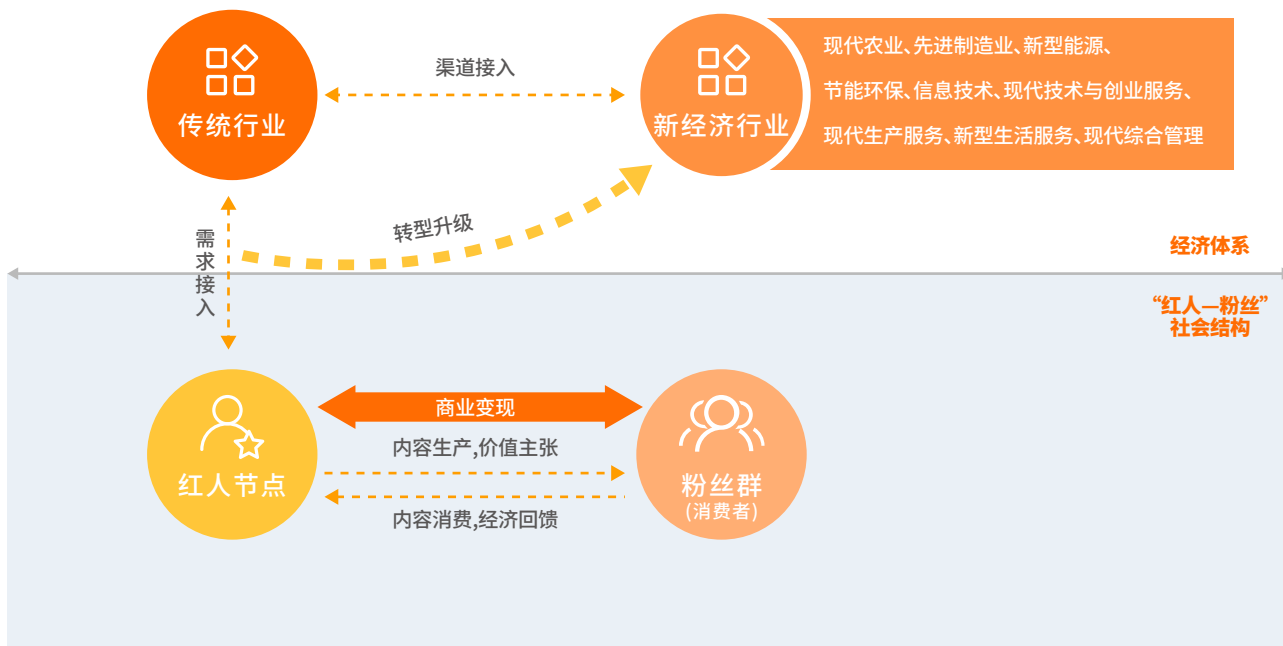 渠道接入
传统行业
新经济行业
现代农业、先进制造业、新型能源、
节能环保、信息技术、现代技术与创业服务、
现代生产服务、新型生活服务、现代综合管理
转型升级
需求接入
经济体系
“红人—粉丝”
社会结构
商业变现
内容生产,价值主张
红人节点
粉丝群
(消费者)
内容消费,经济回馈